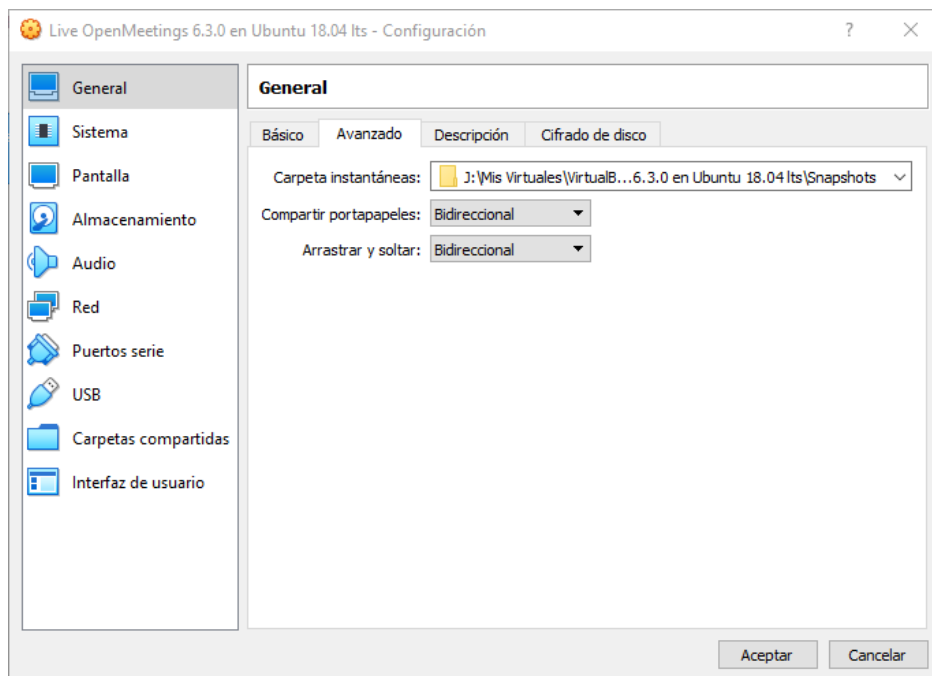 Live OpenMeetings 6.3.0 en Ubuntu 18.04 lts - Configuración
?
General
Sistema
Pantalla
Almacenamiento
Audio
Red
Puertos serie
USB
Carpetas compartidas
Interfaz de usuario
General
Básico Avanzado Descripción Cifrado de disco
Carpeta instantáneas: J:\Mis Virtuales\VirtualB...6.3.0 en Ubuntu 18.04 lts\Snapshots
Compartir portapapeles: Bidireccional
Arrastrar y soltar: Bidireccional
Aceptar Cancelar